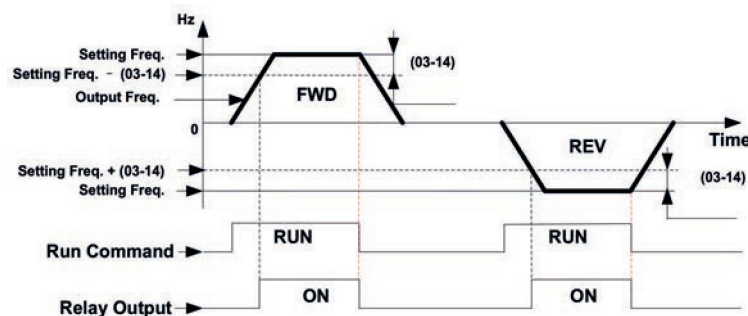 Hz
Setting Freq.
Setting Freq. - (03-14)
(03-14)
Output Freq.
FWD
0
Time
REV
Setting Freq. + (03-14)
(03-14)
Setting Freq.
Run Command
RUN
RUN
Relay Output
ON
ON